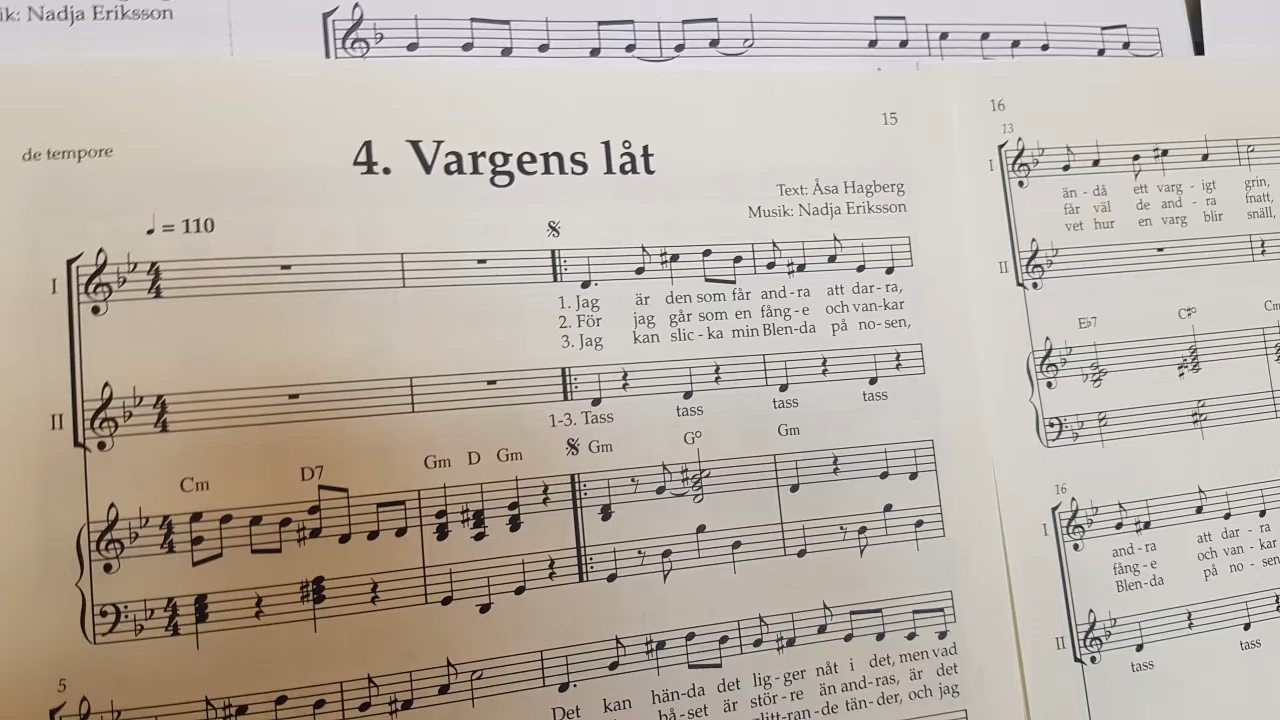 ik: Nadja Eriksson
15
de tempore
4. Vargens låt
Text: Åsa Hagberg
Musik: Nadja Eriksson
♩ = 110
I
1. Jag är den som får and - ra att dar - ra,
2. För jag går som en fång - e och van - kar
3. Jag kan slic - ka min Blen - da på no - sen,
II
1-3. Tass tass tass tass
Cm D7 Gm D Gm Gm G° Gm
5
Det kan hän - da det lig - ger nåt i det, men vad
bå - set är stör - re än and - ras, är det
tän - der, och jag
16
13
I
än - då ett varg - igt grin,
får väl de and - ra fnatt,
vet hur en varg blir snäll,
II
E♭7 C♯° Cm
16
I
and - ra att dar - ra
fång - e och van - kar
Blen - da på no - sen
II
tass tass